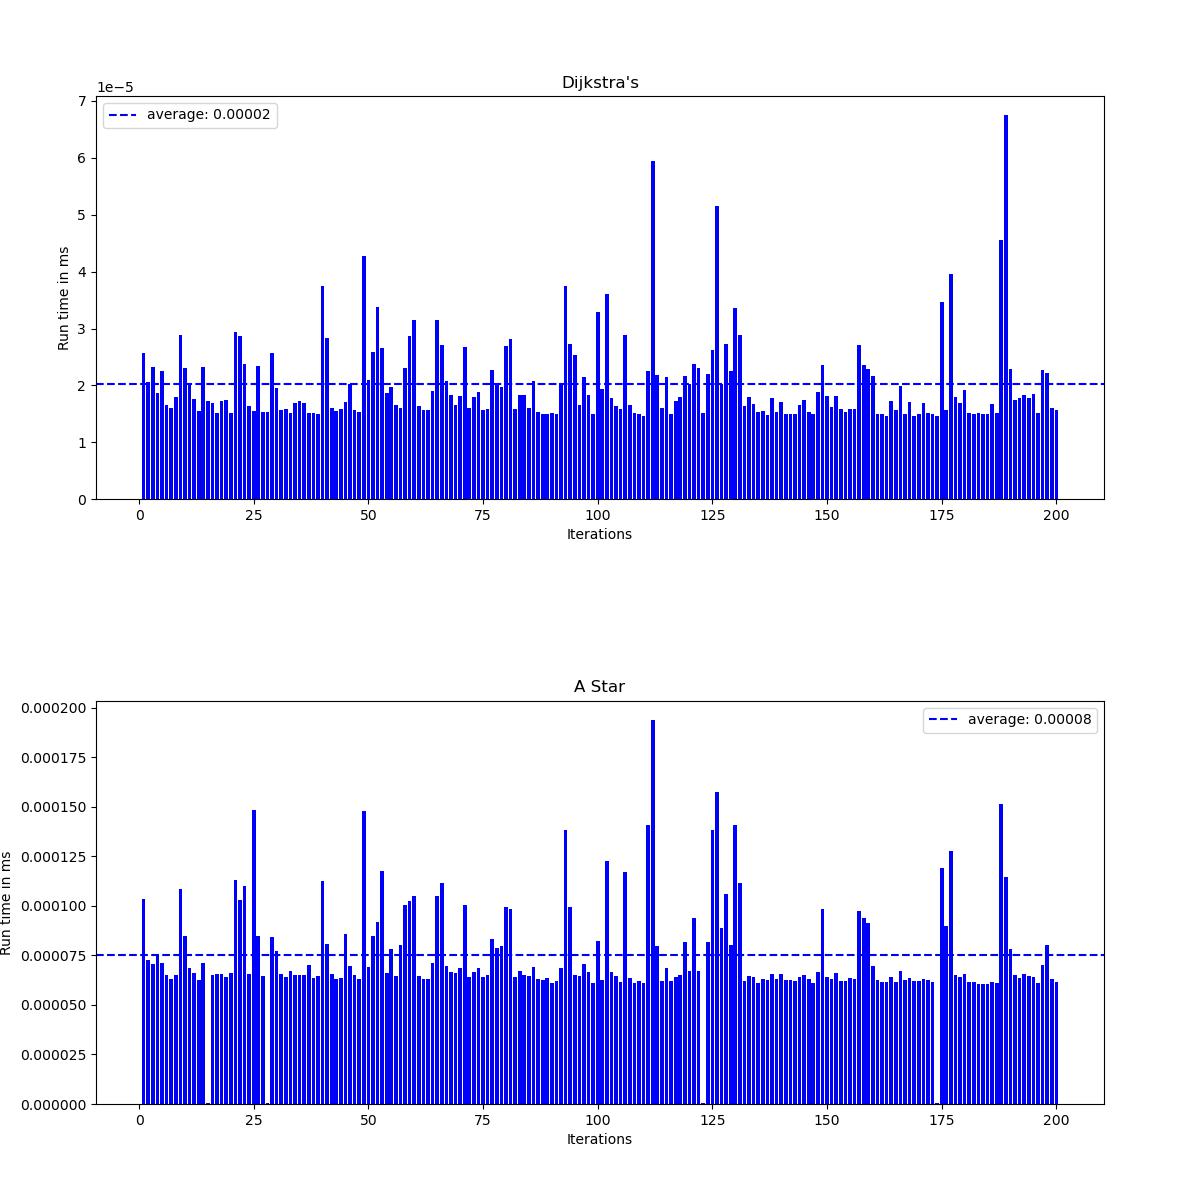 Dijkstra's
1e−5
average: 0.00002
7
6
5
4
3
2
1
0
Run time in ms
0 25 50 75 100 125 150 175 200
Iterations
A Star
average: 0.00008
0.000200
0.000175
0.000150
0.000125
0.000100
0.000075
0.000050
0.000025
0.000000
Run time in ms
0 25 50 75 100 125 150 175 200
Iterations